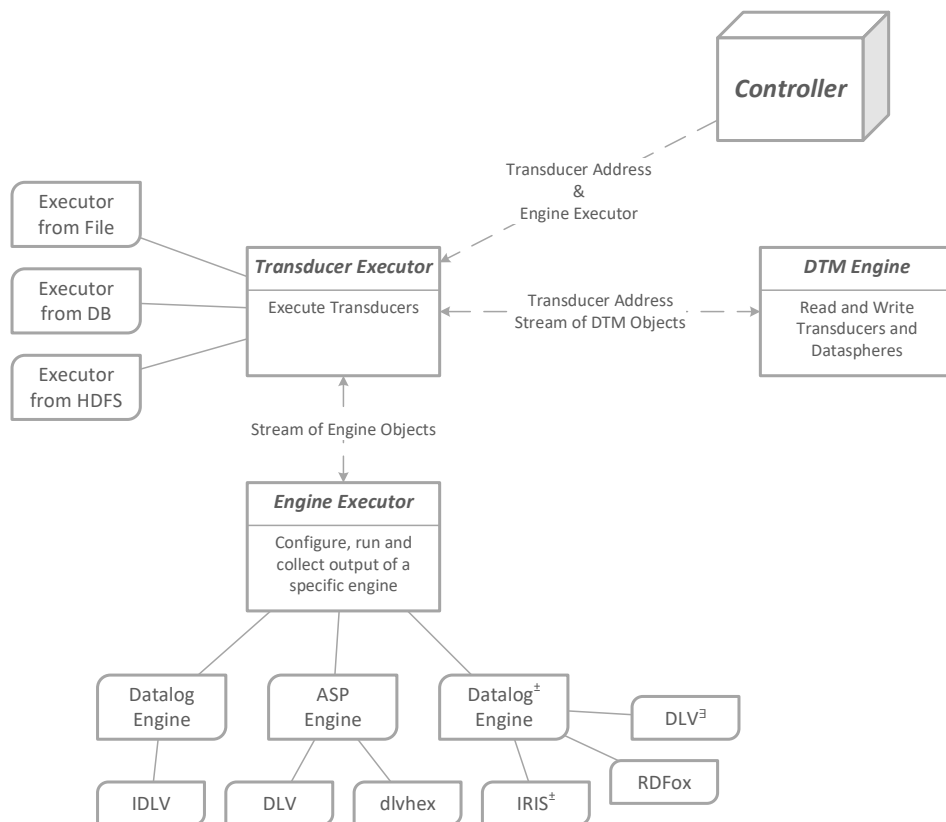 Controller
Transducer Address
&
Engine Executor
Executor
from File
Executor
from DB
Executor
from HDFS
Transducer Executor
Execute Transducers
Transducer Address
Stream of DTM Objects
DTM Engine
Read and Write
Transducers and
Dataspheres
Stream of Engine Objects
Engine Executor
Configure, run and
collect output of a
specific engine
Datalog
Engine
ASP
Engine
Datalog±
Engine
DLV∃
RDFox
IDLV
DLV
dlvhex
IRIS±